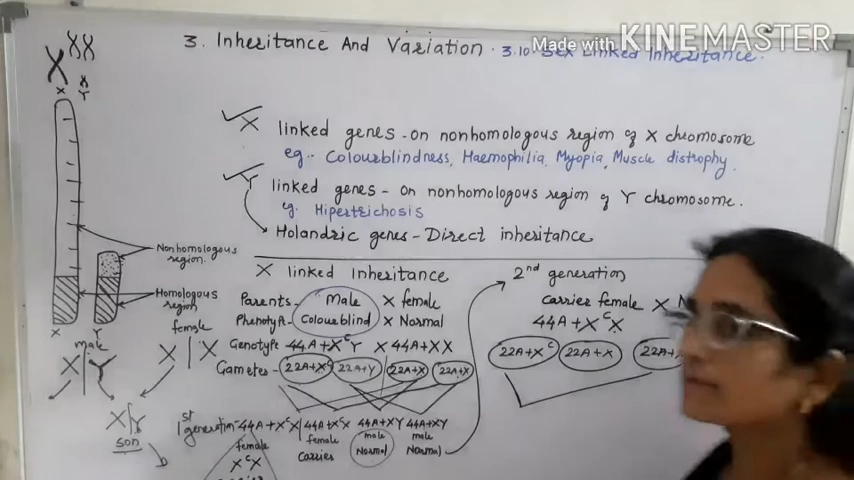 3. Inheritance And Variation . 3.10. Sex Linked Inheritance.
Made with KINEMASTER
X
Y
X linked genes - on nonhomologous region of X chromosome
eg:- Colourblindness, Haemophilia, Myopia, Muscle distrophy.
Y linked genes - on nonhomologous region of Y chromosome.
eg. Hipertrichosis
Holandric genes - Direct inheritance
Nonhomologous region.
Homologous region
X Y
male
X Y
female
X X
X Y
son
X linked Inheritance
Parents- Male X female
Phenotype- Colourblind X Normal
Genotype- 44A+XᶜY X 44A+XX
Gametes- 22A+Xᶜ 22A+Y 22A+X 22A+X
1st generation- 44A+XᶜX 44A+XᶜX 44A+XY 44A+XY
female female male male
XᶜX Carrier Normal Normal
2nd generation
carrier female X
44A+XᶜX
22A+Xᶜ 22A+X